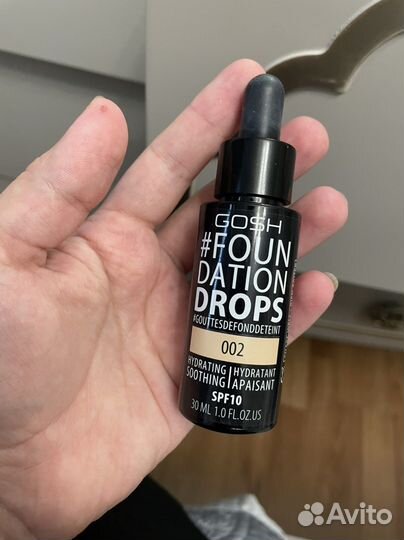 GOSH
#FOUN
DATION
DROPS
#GOUTTESDEFONDDETEINT
002
HYDRATING | HYDRATANT
SOOTHING | APAISANT
SPF10
30 ML 1.0 FL.OZ.US
Avito